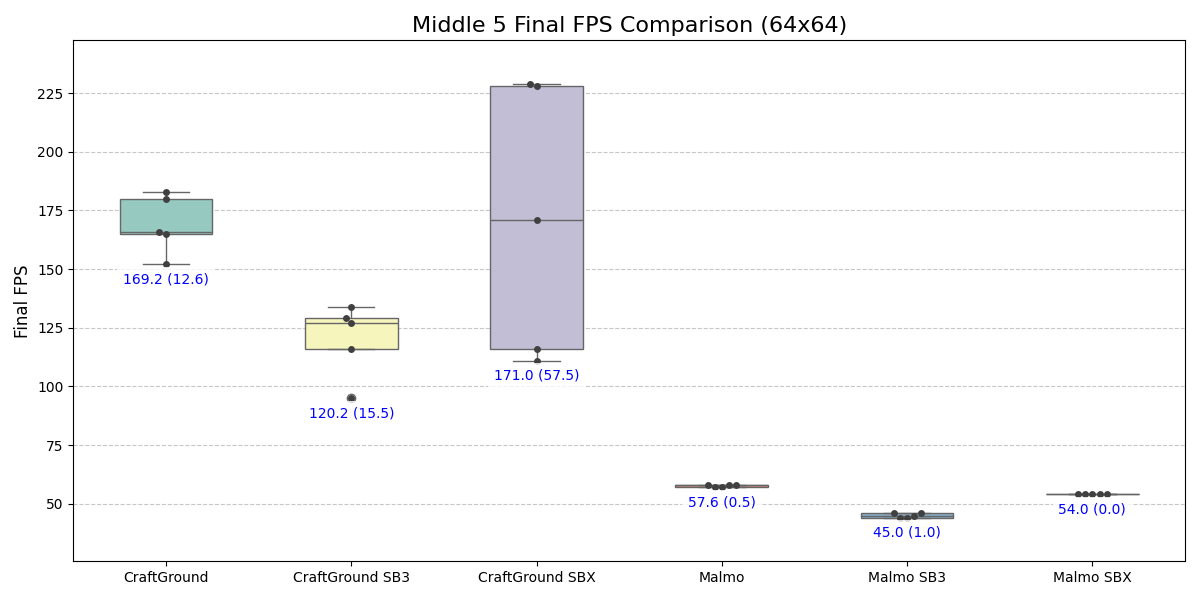 Middle 5 Final FPS Comparison (64x64)
Final FPS
225
200
175
150
125
100
75
50
169.2 (12.6)
120.2 (15.5)
171.0 (57.5)
57.6 (0.5)
45.0 (1.0)
54.0 (0.0)
CraftGround
CraftGround SB3
CraftGround SBX
Malmo
Malmo SB3
Malmo SBX